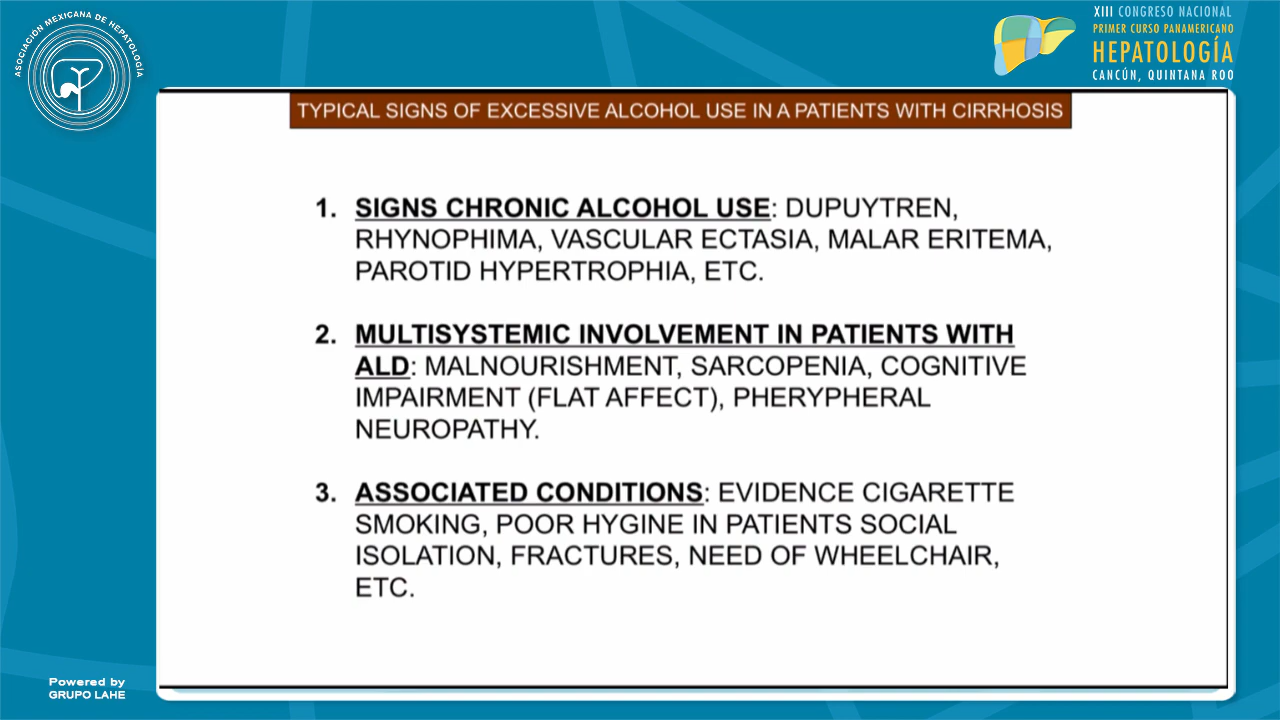 ASOCIACIÓN MEXICANA DE HEPATOLOGÍA
XIII CONGRESO NACIONAL
PRIMER CURSO PANAMERICANO
HEPATOLOGÍA
CANCÚN, QUINTANA ROO
TYPICAL SIGNS OF EXCESSIVE ALCOHOL USE IN A PATIENTS WITH CIRRHOSIS
1. SIGNS CHRONIC ALCOHOL USE: DUPUYTREN,
RHYNOPHIMA, VASCULAR ECTASIA, MALAR ERITEMA,
PAROTID HYPERTROPHIA, ETC.
2. MULTISYSTEMIC INVOLVEMENT IN PATIENTS WITH
ALD: MALNOURISHMENT, SARCOPENIA, COGNITIVE
IMPAIRMENT (FLAT AFFECT), PHERYPHERAL
NEUROPATHY.
3. ASSOCIATED CONDITIONS: EVIDENCE CIGARETTE
SMOKING, POOR HYGINE IN PATIENTS SOCIAL
ISOLATION, FRACTURES, NEED OF WHEELCHAIR,
ETC.
Powered by
GRUPO LAHE